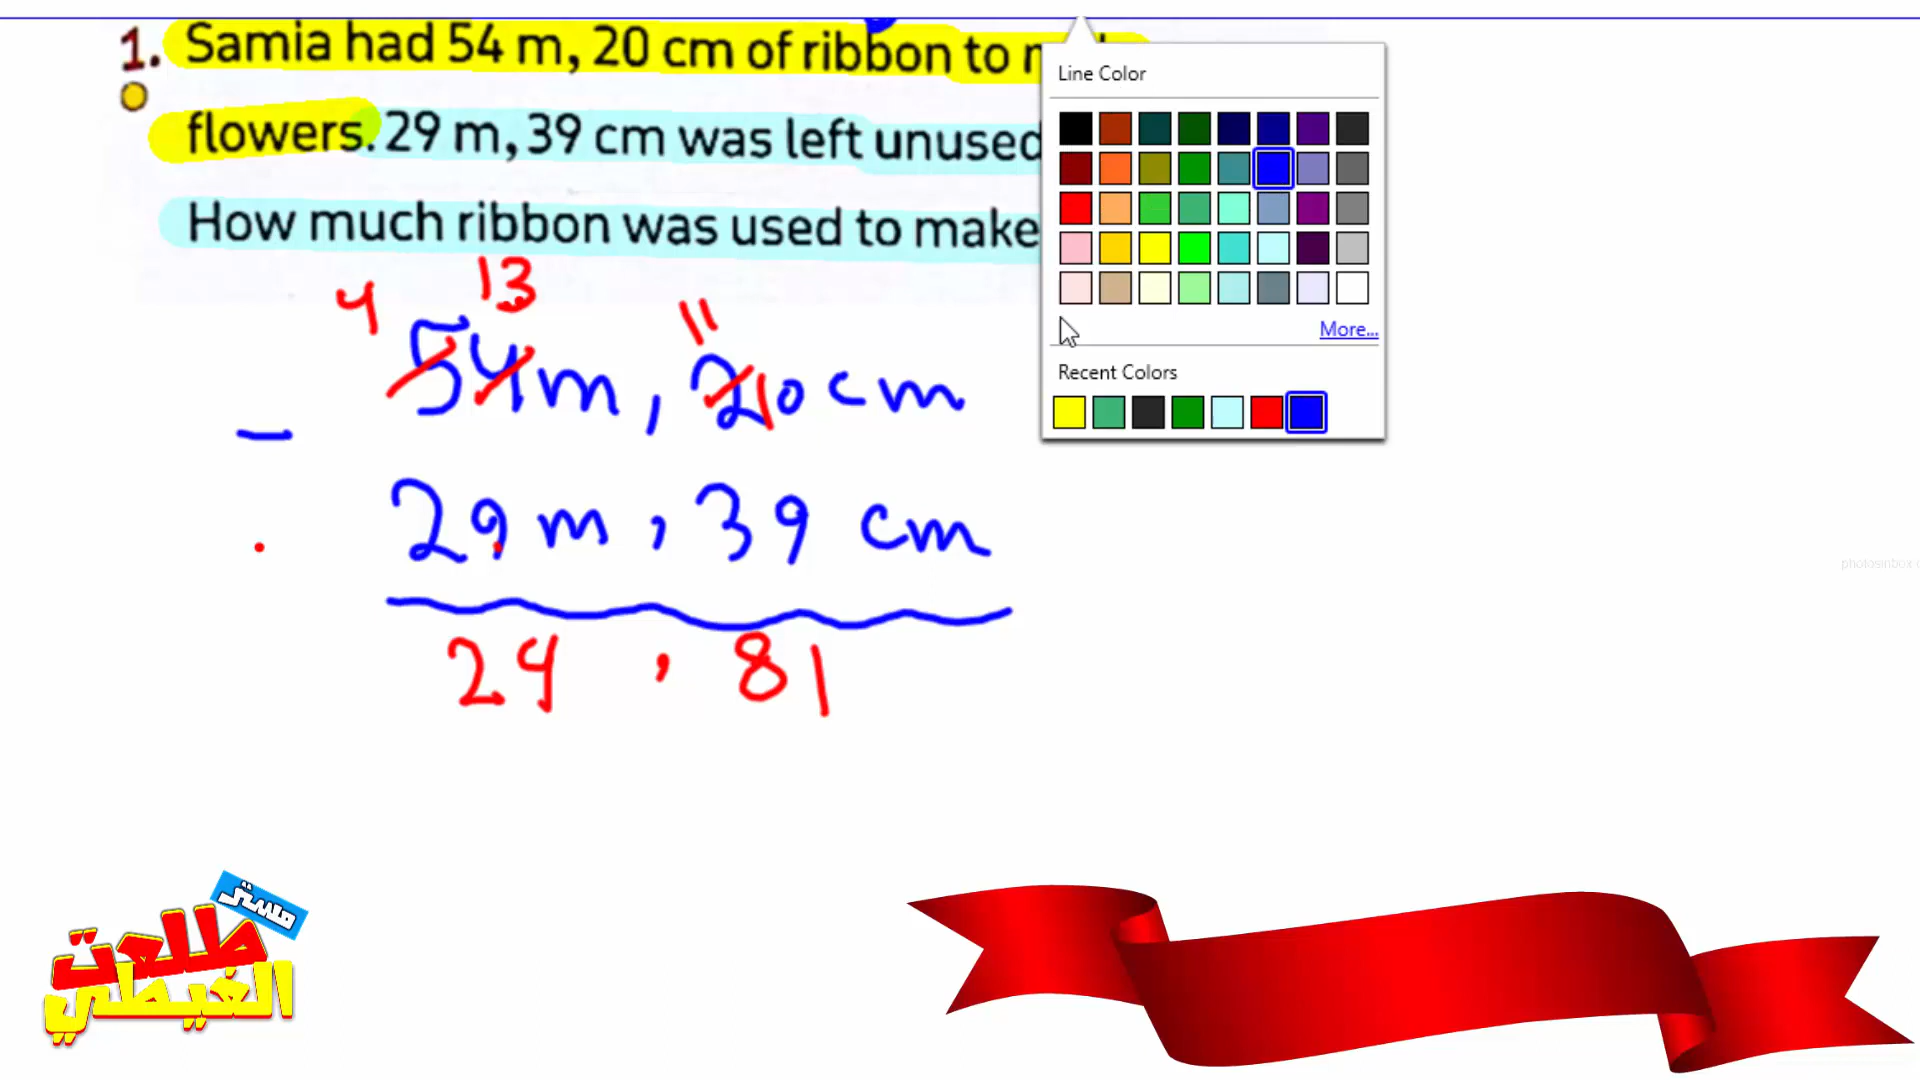 1. Samia had 54 m, 20 cm of ribbon to
flowers. 29 m, 39 cm was left unused
How much ribbon was used to make
Line Color
More...
Recent Colors
4 13 11
54 m, 20 cm
−
29 m, 39 cm
24, 81
مستر
طلعت
الغيطي